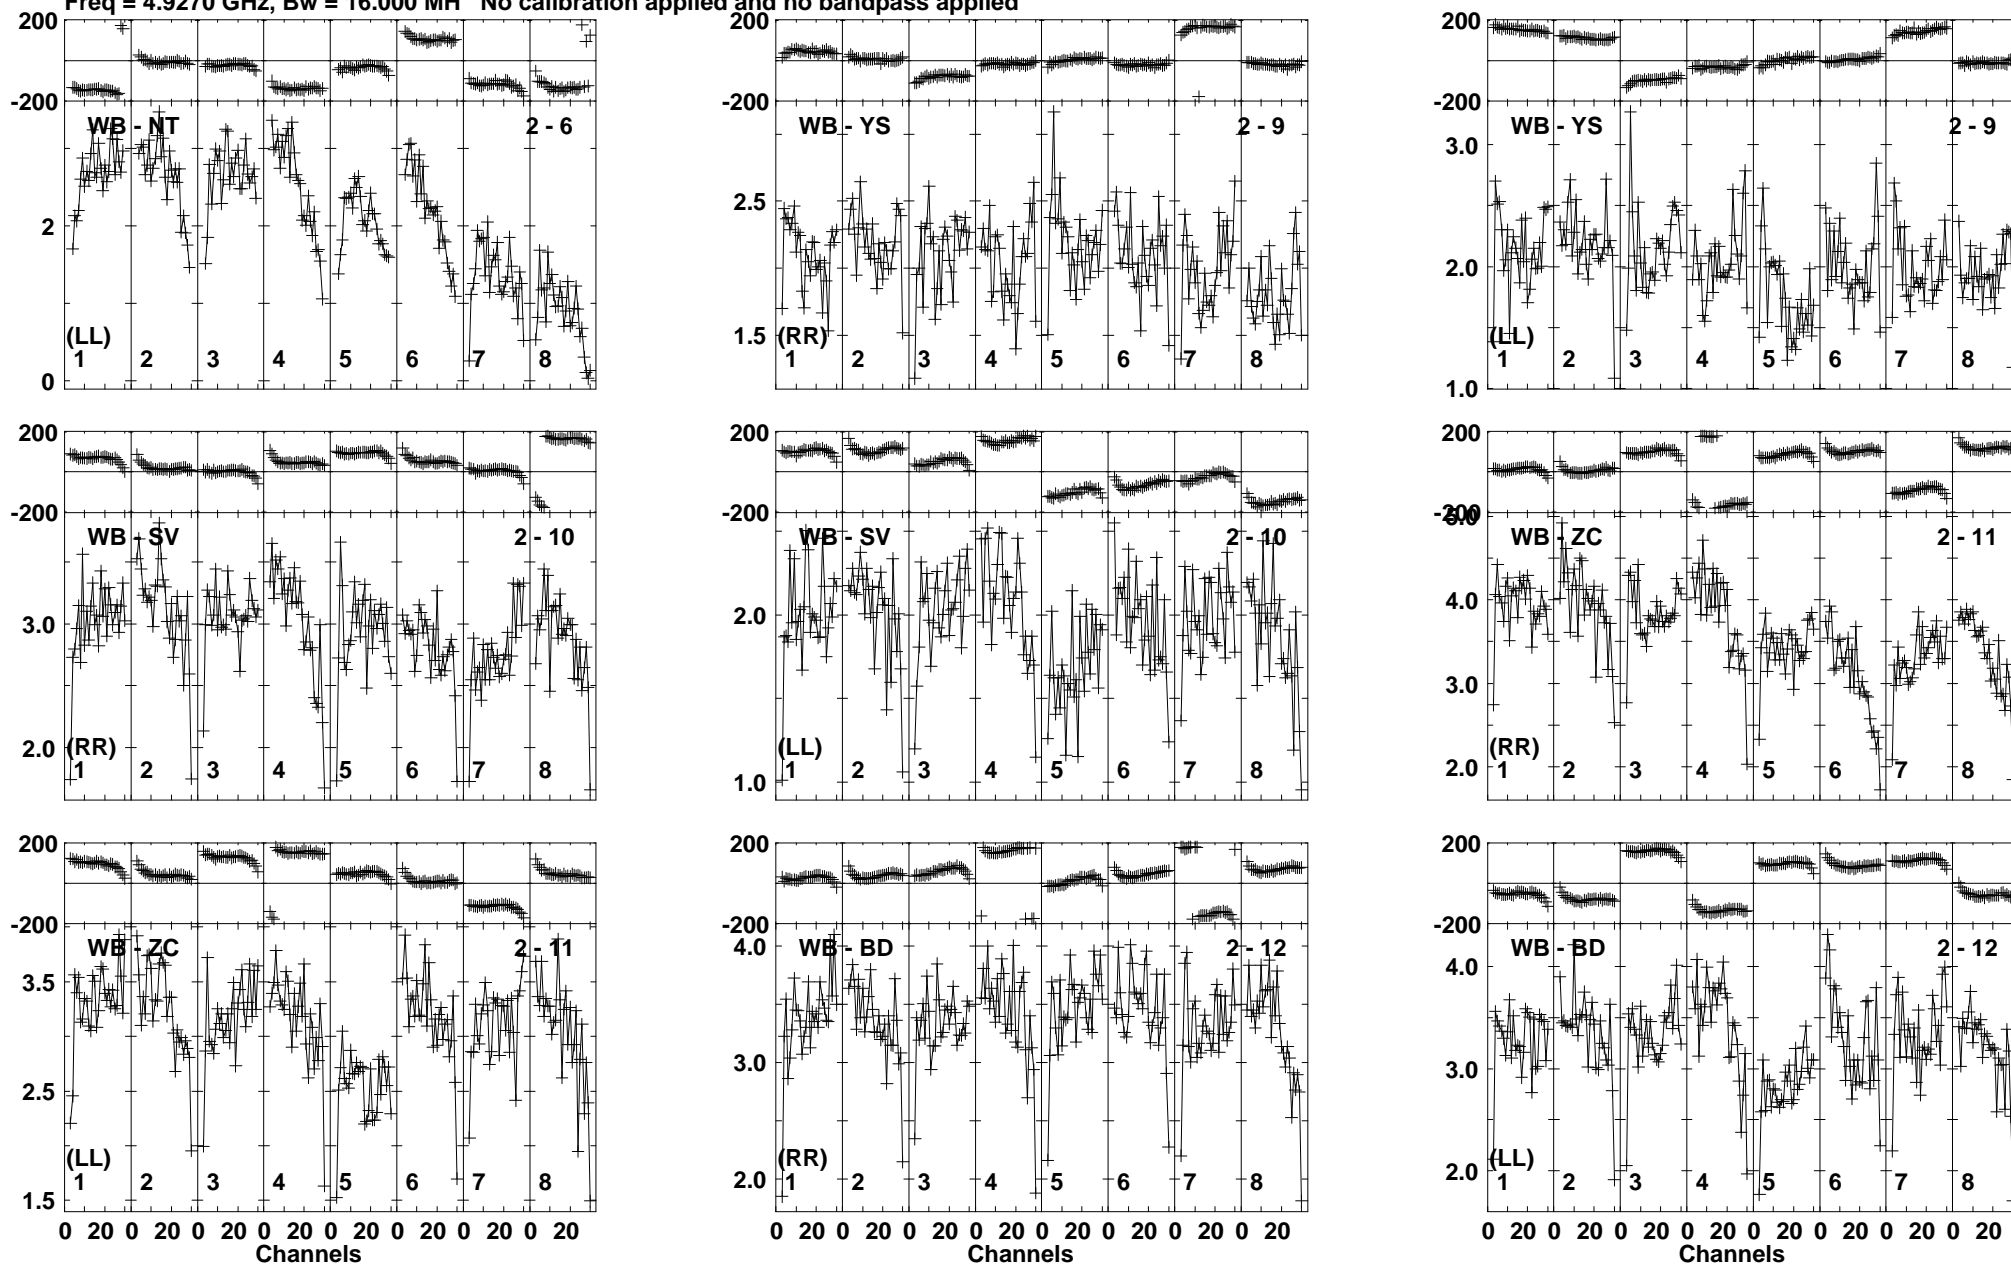 Freq = 4.9270 GHz, Bw = 16.000 MH No calibration applied and no bandpass applied
200 200 200
-200 -200 -200
WB - NT 2 - 6 WB - YS 2 - 9 WB - YS 2 - 9
3.0
2.5
2 2.0
1.5
(LL) (RR) (LL)
1 2 3 4 5 6 7 8 1 2 3 4 5 6 7 8 1 2 3 4 5 6 7 8
0 1.0
200 200 200
-200 -200 -200
5.0
WB - SV 2 - 10 WB - SV 2 - 10 WB - ZC 2 - 11
4.0
3.0 2.0
3.0
2.0 (RR) (LL) (RR)
2.0
1 2 3 4 5 6 7 8 1 2 3 4 5 6 7 8 1 2 3 4 5 6 7 8
1.0
200 200 200
-200 -200 -200
WB - ZC 2 - 11 WB - BD 2 - 12 WB - BD 2 - 12
4.0 4.0
3.5
3.0 3.0
2.5
(LL) (RR) (LL)
2.0 2.0
1 2 3 4 5 6 7 8 1 2 3 4 5 6 7 8 1 2 3 4 5 6 7 8
1.5
0 20 0 20 0 20 0 20 0 20 0 20 0 20 0 20 0 20 0 20 0 20 0 20 0 20 0 20 0 20 0 20 0 20 0 20 0 20 0 20 0 20 0 20 0 20 0 20
Channels Channels Channels